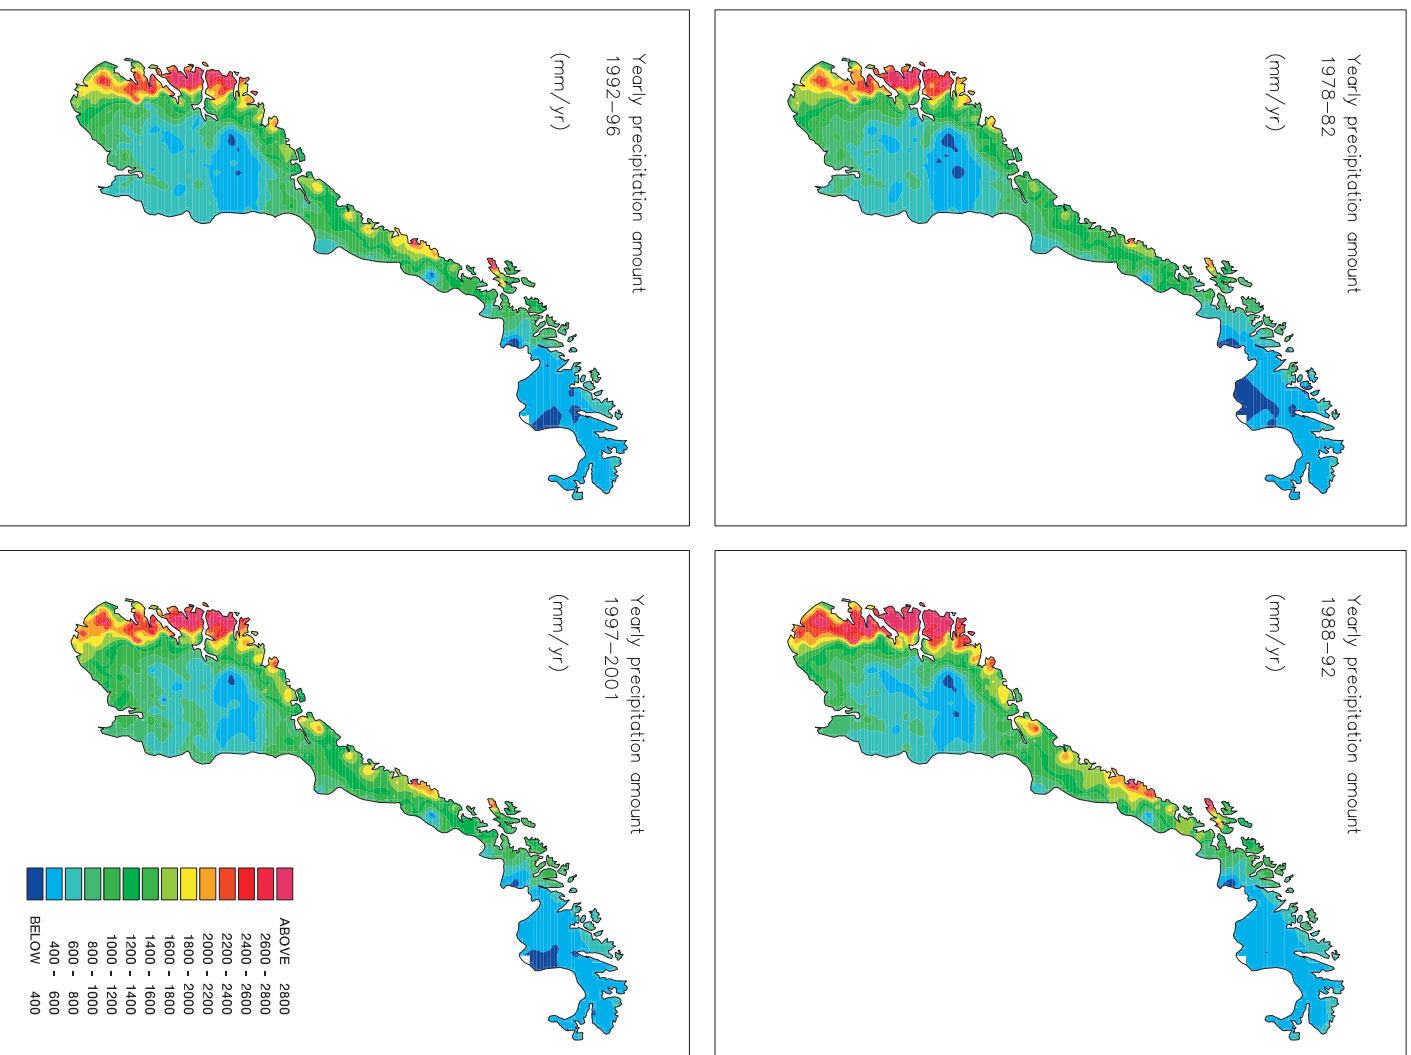 Yearly precipitation amount
1978–82
(mm/yr)
Yearly precipitation amount
1988–92
(mm/yr)
Yearly precipitation amount
1992–96
(mm/yr)
Yearly precipitation amount
1997–2001
(mm/yr)
ABOVE 2800
2600 - 2800
2400 - 2600
2200 - 2400
2000 - 2200
1800 - 2000
1600 - 1800
1400 - 1600
1200 - 1400
1000 - 1200
800 - 1000
600 - 800
400 - 600
BELOW 400